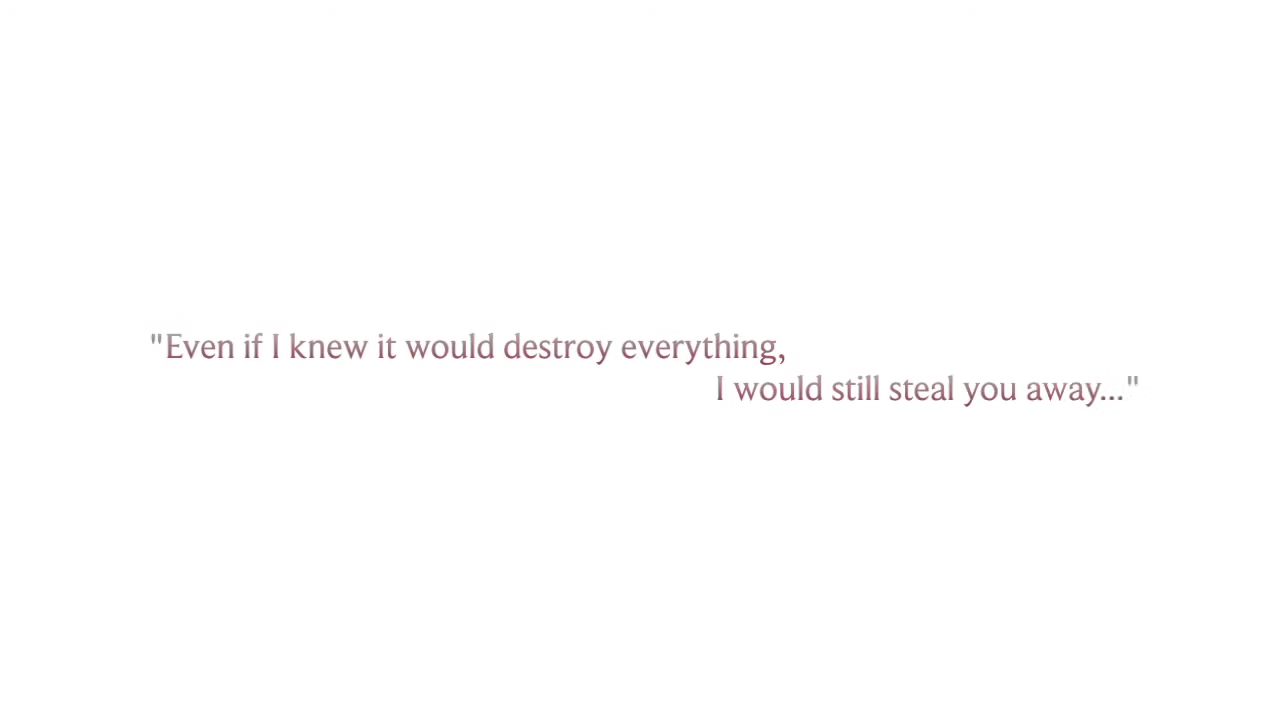 "Even if I knew it would destroy everything,
I would still steal you away..."